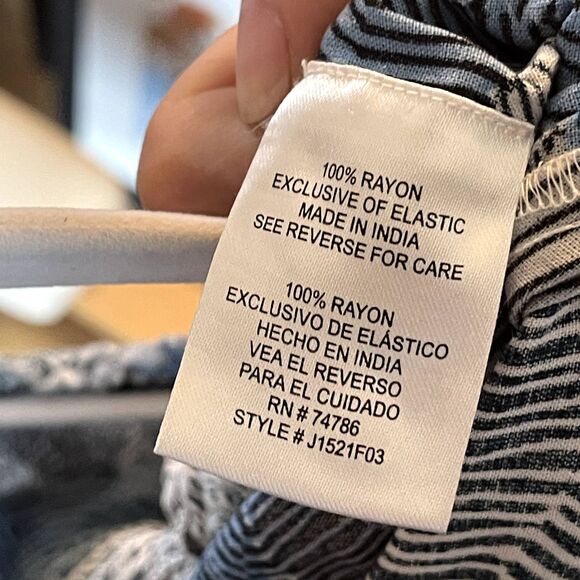 100% RAYON
EXCLUSIVE OF ELASTIC
MADE IN INDIA
SEE REVERSE FOR CARE
100% RAYON
EXCLUSIVO DE ELÁSTICO
HECHO EN INDIA
VEA EL REVERSO
PARA EL CUIDADO
RN # 74786
STYLE # J1521F03